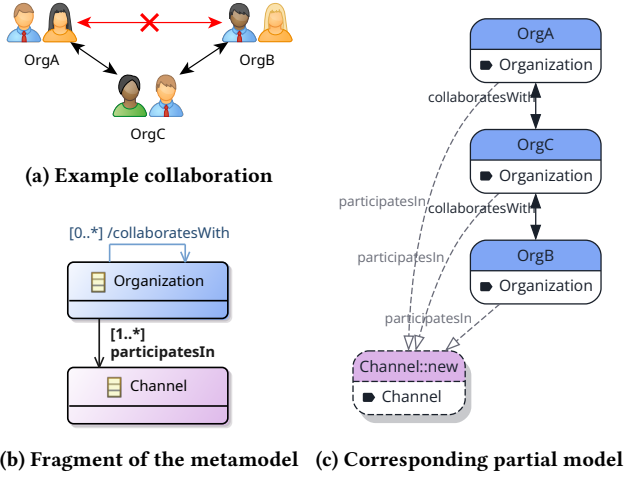 OrgA
OrgB
OrgC
(a) Example collaboration
[0..*] /collaboratesWith
Organization
[1..*]
participatesIn
Channel
(b) Fragment of the metamodel
OrgA
Organization
collaboratesWith
OrgC
Organization
participatesIn
collaboratesWith
OrgB
participatesIn
Organization
participatesIn
Channel::new
Channel
(c) Corresponding partial model